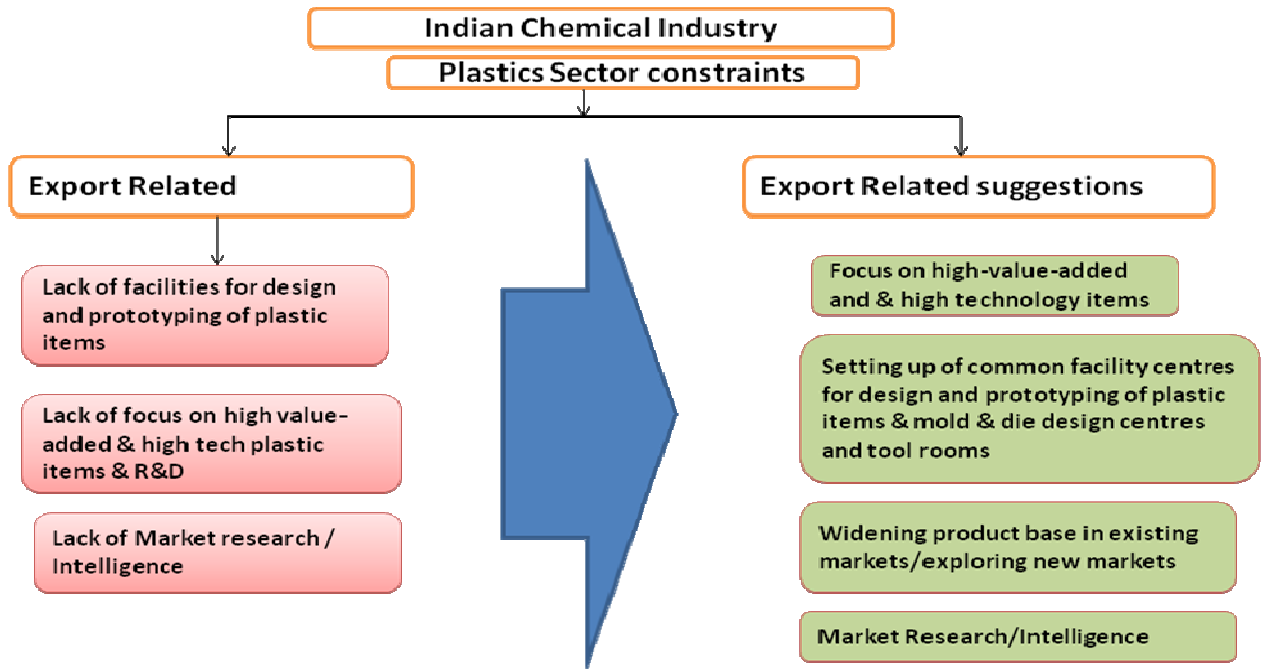 Indian Chemical Industry
Plastics Sector constraints
Export Related
Lack of facilities for design
and prototyping of plastic
items
Lack of focus on high value-
added & high tech plastic
items & R&D
Lack of Market research /
Intelligence
Export Related suggestions
Focus on high-value-added
and & high technology items
Setting up of common facility centres
for design and prototyping of plastic
items & mold & die design centres
and tool rooms
Widening product base in existing
markets/exploring new markets
Market Research/Intelligence